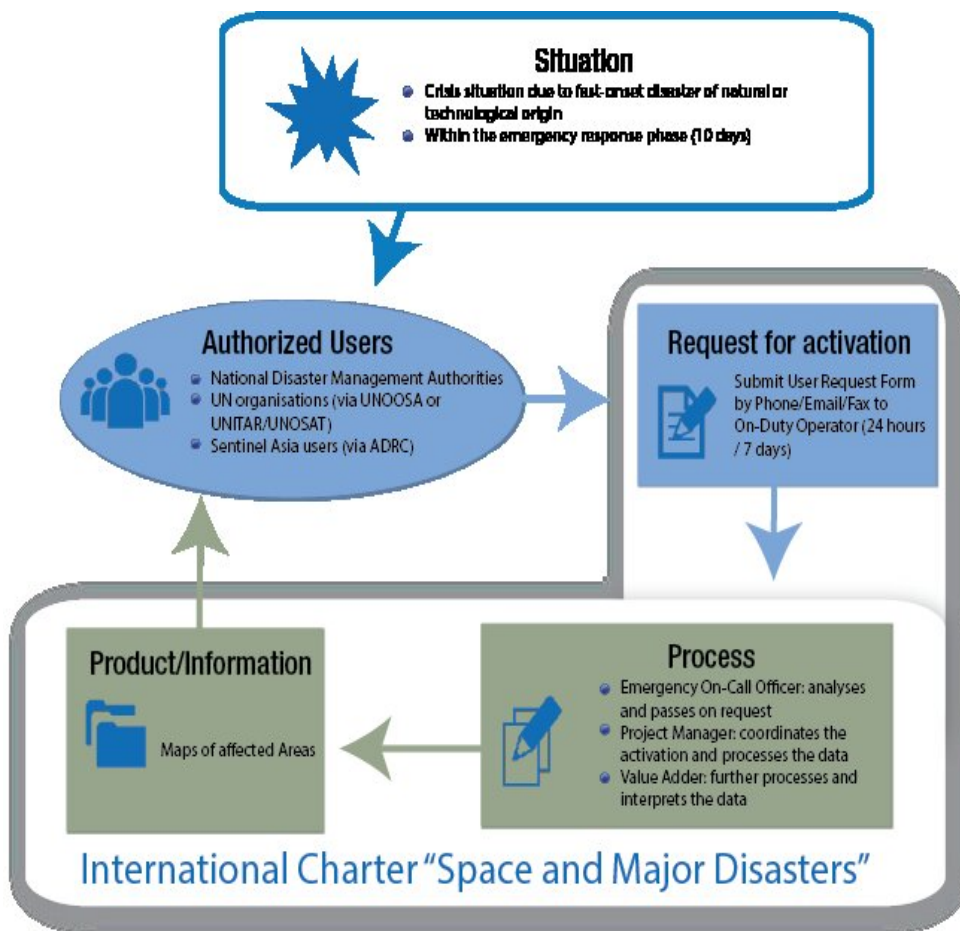 Situation
Crisis situation due to fast-onset disaster of natural or
technological origin
Within the emergency response phase (10 days)
Authorized Users
National Disaster Management Authorities
UN organisations (via UNOOSA or
UNITAR/UNOSAT)
Sentinel Asia users (via ADRC)
Request for activation
Submit User Request Form
by Phone/Email/Fax to
On-Duty Operator (24 hours
/ 7 days)
Process
Emergency On-Call Officer: analyses
and passes on request
Project Manager: coordinates the
activation and processes the data
Value Adder: further processes and
interprets the data
Product/Information
Maps of affected Areas
International Charter "Space and Major Disasters"